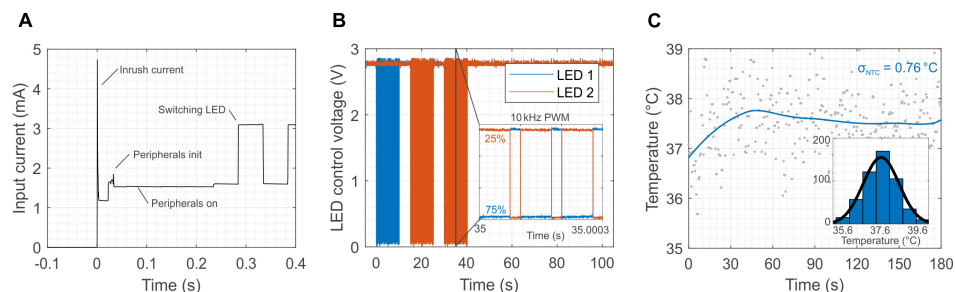 A
Input current (mA)
5
4
3
2
1
0
Inrush current
Switching LED
Peripherals init
Peripherals on
-0.1 0 0.1 0.2 0.3 0.4
Time (s)
B
LED control voltage (V)
3
2
1
0
LED 1
LED 2
10 kHz PWM
25%
75%
35 35.0003
Time (s)
0 20 40 60 80 100
Time (s)
C
Temperature (°C)
39
38
37
36
35
σNTC = 0.76 °C
200
100
0
35.6 37.6 39.6
Temperature (°C)
0 30 60 90 120 150 180
Time (s)